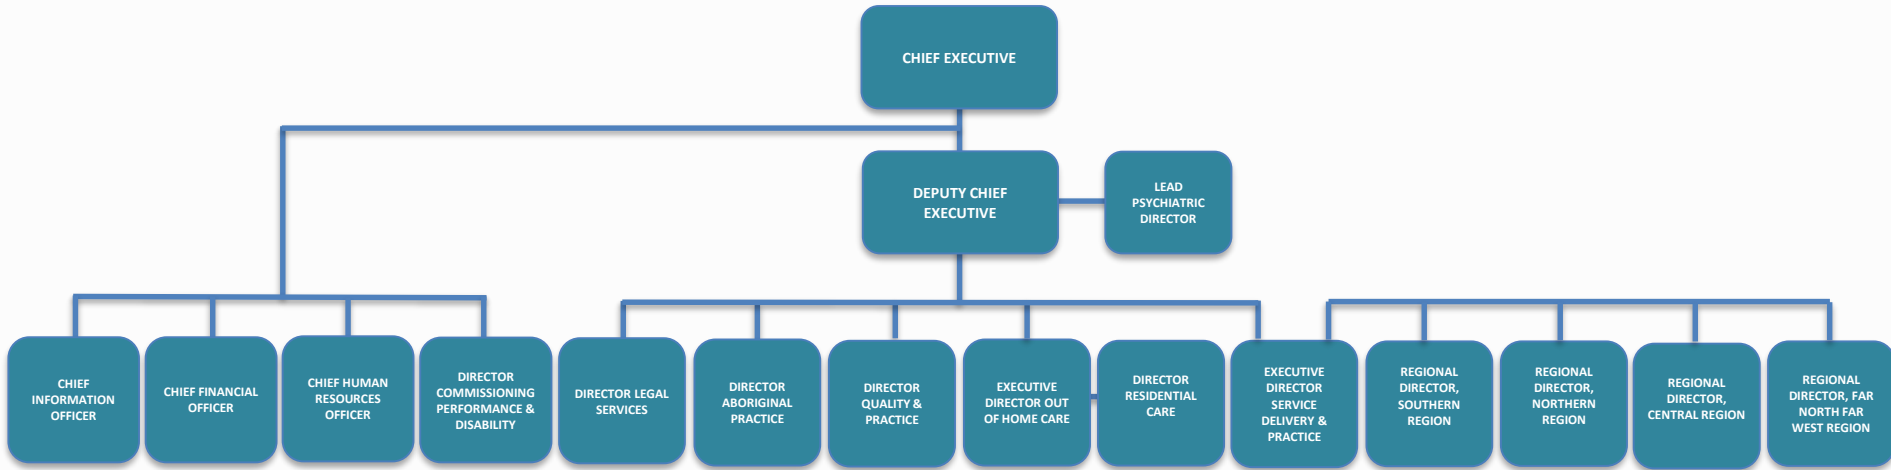 CHIEF EXECUTIVE
DEPUTY CHIEF
EXECUTIVE
LEAD
PSYCHIATRIC
DIRECTOR
CHIEF
INFORMATION
OFFICER
CHIEF FINANCIAL
OFFICER
CHIEF HUMAN
RESOURCES
OFFICER
DIRECTOR
COMMISSIONING
PERFORMANCE &
DISABILITY
DIRECTOR LEGAL
SERVICES
DIRECTOR
ABORIGINAL
PRACTICE
DIRECTOR
QUALITY &
PRACTICE
EXECUTIVE
DIRECTOR OUT
OF HOME CARE
DIRECTOR
RESIDENTIAL
CARE
EXECUTIVE
DIRECTOR
SERVICE
DELIVERY &
PRACTICE
REGIONAL
DIRECTOR,
SOUTHERN
REGION
REGIONAL
DIRECTOR,
NORTHERN
REGION
REGIONAL
DIRECTOR,
CENTRAL REGION
REGIONAL
DIRECTOR, FAR
NORTH FAR
WEST REGION